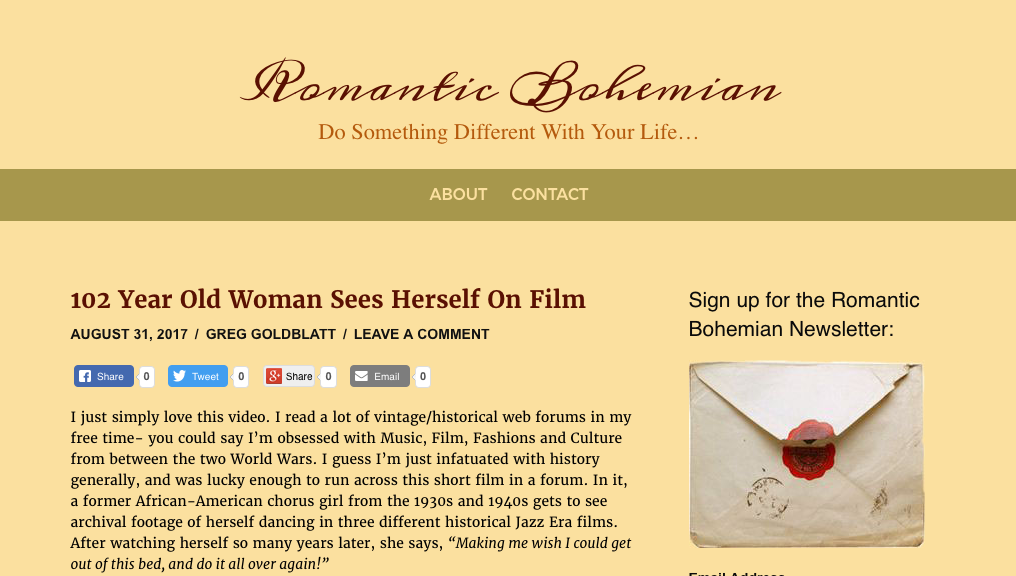 Romantic Bohemian
Do Something Different With Your Life…
ABOUT CONTACT
102 Year Old Woman Sees Herself On Film
AUGUST 31, 2017 / GREG GOLDBLATT / LEAVE A COMMENT
Share 0 Tweet 0 Share 0 Email 0
I just simply love this video. I read a lot of vintage/historical web forums in my
free time– you could say I’m obsessed with Music, Film, Fashions and Culture
from between the two World Wars. I guess I’m just infatuated with history
generally, and was lucky enough to run across this short film in a forum. In it,
a former African-American chorus girl from the 1930s and 1940s gets to see
archival footage of herself dancing in three different historical Jazz Era films.
After watching herself so many years later, she says, “Making me wish I could get
out of this bed, and do it all over again!”
Sign up for the Romantic
Bohemian Newsletter:
Email Address